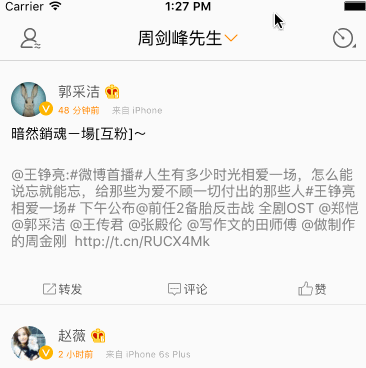 Carrier 1:27 PM
周剑峰先生
郭采洁
48 分钟前 来自 iPhone
暗然銷魂一場[互粉]～
@王铮亮:#微博首播#人生有多少时光相爱一场，怎么能
说忘就能忘，给那些为爱不顾一切付出的那些人#王铮亮
相爱一场# 下午公布@前任2备胎反击战 全剧OST @郑恺
@郭采洁 @王传君 @张殿伦 @写作文的田师傅 @做制作
的周金刚 http://t.cn/RUCX4Mk
转发 评论 赞
赵薇
2 小时前 来自 iPhone 6s Plus